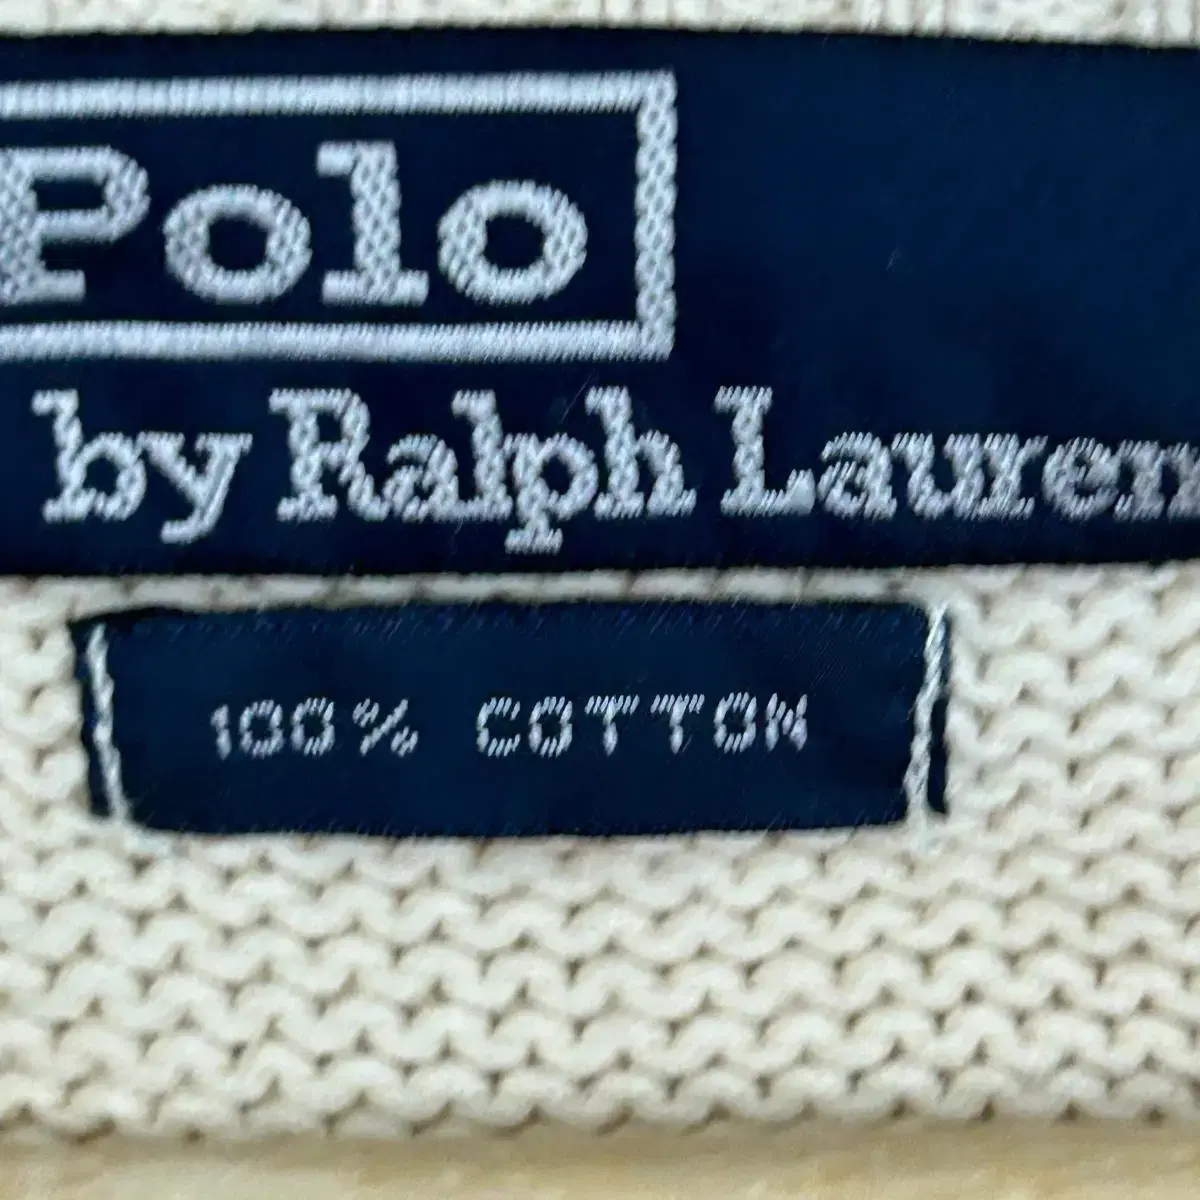 Polo
by Ralph Lauren
100% COTTON